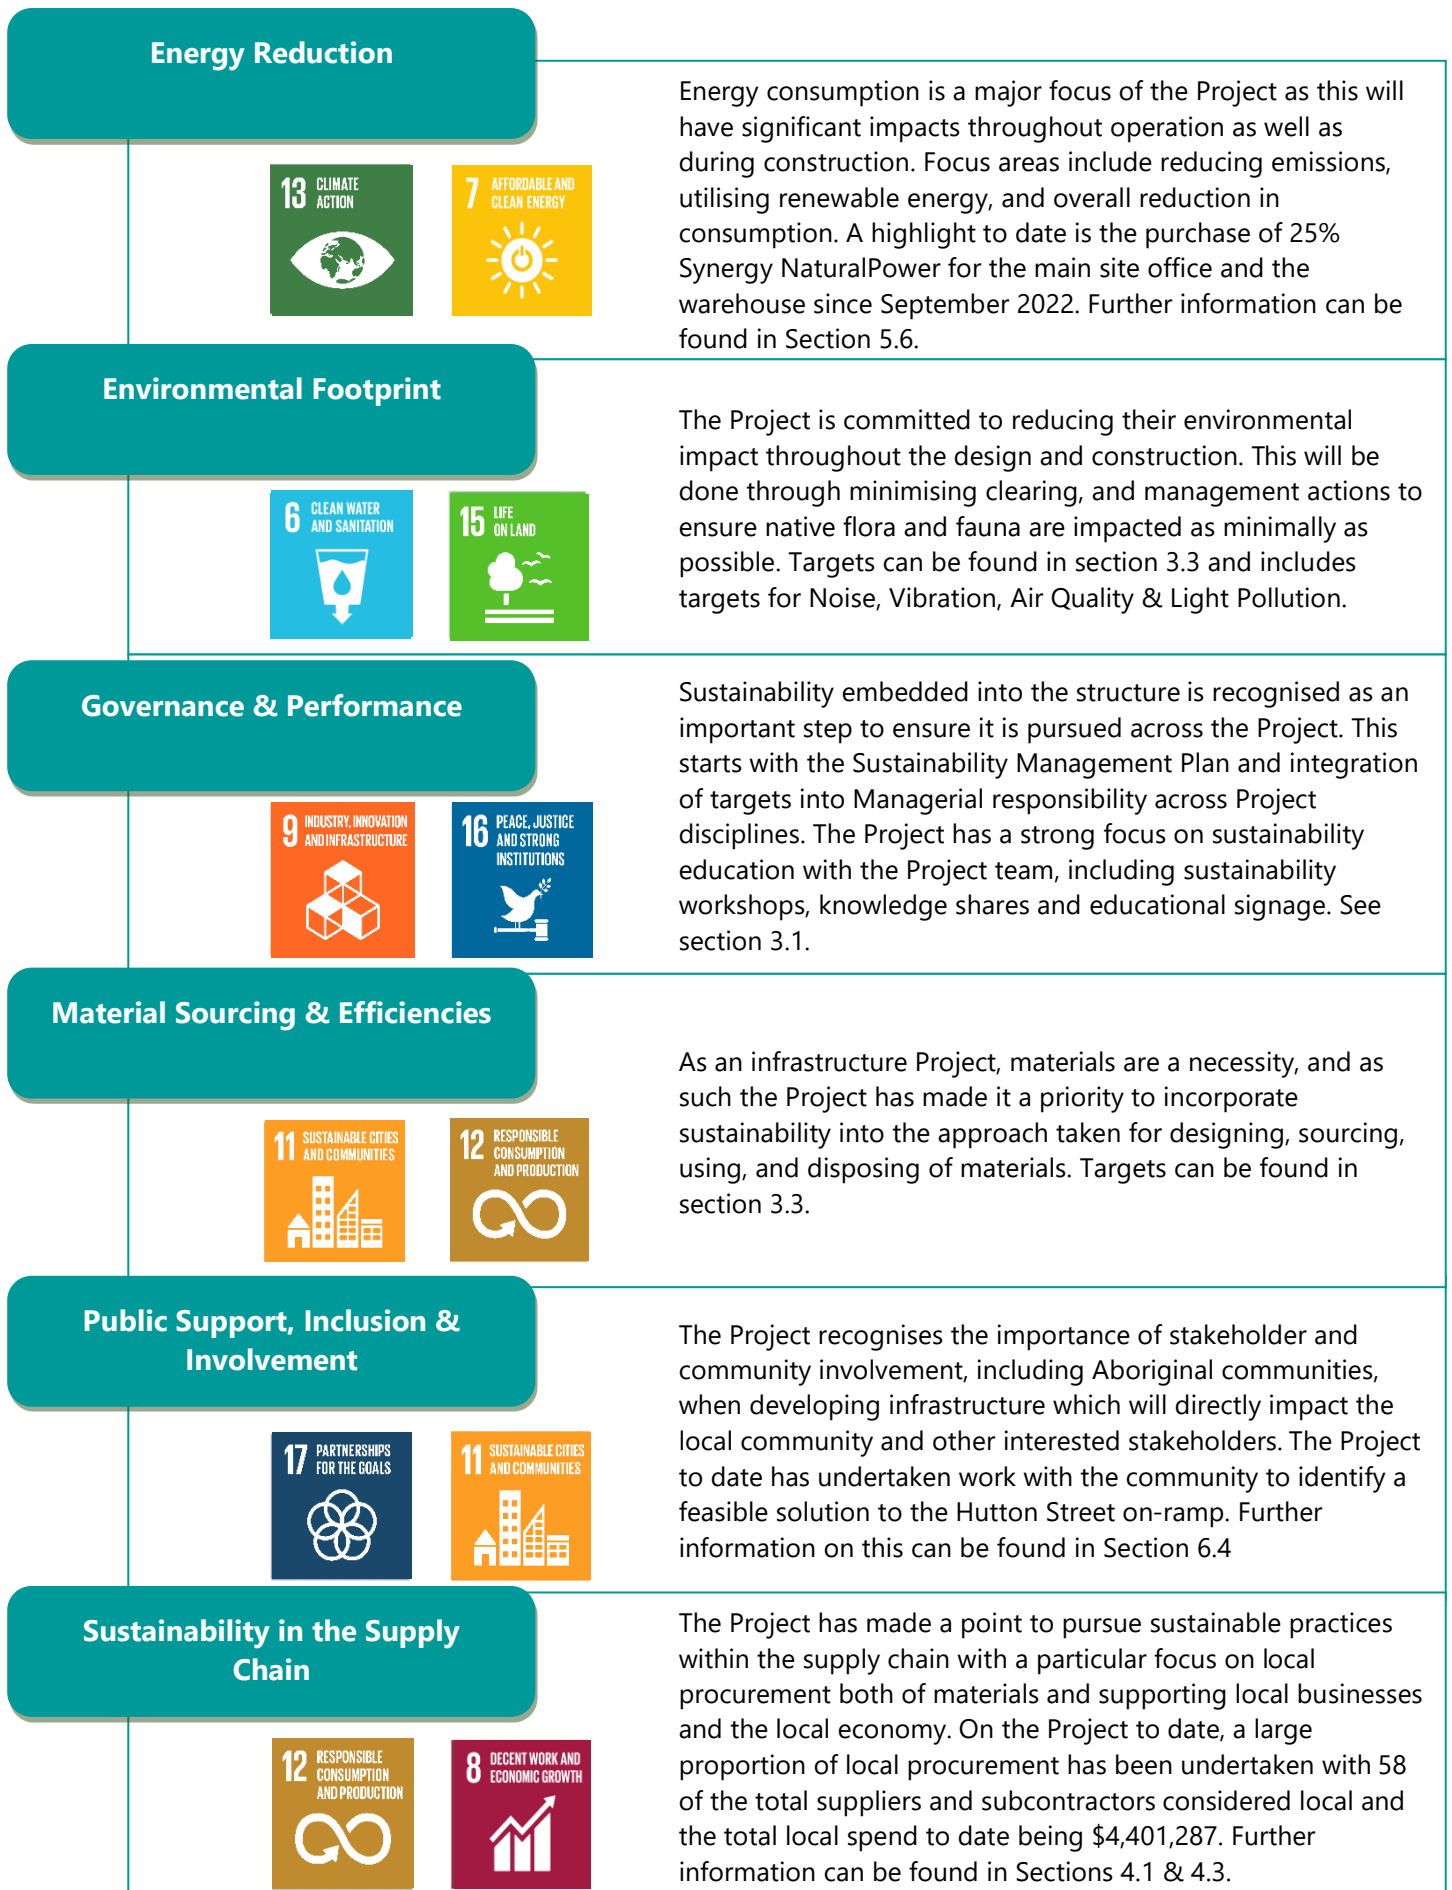 Energy Reduction
13 CLIMATE
ACTION
7 AFFORDABLE AND
CLEAN ENERGY
Energy consumption is a major focus of the Project as this will
have significant impacts throughout operation as well as
during construction. Focus areas include reducing emissions,
utilising renewable energy, and overall reduction in
consumption. A highlight to date is the purchase of 25%
Synergy NaturalPower for the main site office and the
warehouse since September 2022. Further information can be
found in Section 5.6.
Environmental Footprint
6 CLEAN WATER
AND SANITATION
15 LIFE
ON LAND
The Project is committed to reducing their environmental
impact throughout the design and construction. This will be
done through minimising clearing, and management actions to
ensure native flora and fauna are impacted as minimally as
possible. Targets can be found in section 3.3 and includes
targets for Noise, Vibration, Air Quality & Light Pollution.
Governance & Performance
9 INDUSTRY, INNOVATION
AND INFRASTRUCTURE
16 PEACE, JUSTICE
AND STRONG
INSTITUTIONS
Sustainability embedded into the structure is recognised as an
important step to ensure it is pursued across the Project. This
starts with the Sustainability Management Plan and integration
of targets into Managerial responsibility across Project
disciplines. The Project has a strong focus on sustainability
education with the Project team, including sustainability
workshops, knowledge shares and educational signage. See
section 3.1.
Material Sourcing & Efficiencies
11 SUSTAINABLE CITIES
AND COMMUNITIES
12 RESPONSIBLE
CONSUMPTION
AND PRODUCTION
As an infrastructure Project, materials are a necessity, and as
such the Project has made it a priority to incorporate
sustainability into the approach taken for designing, sourcing,
using, and disposing of materials. Targets can be found in
section 3.3.
Public Support, Inclusion &
Involvement
17 PARTNERSHIPS
FOR THE GOALS
11 SUSTAINABLE CITIES
AND COMMUNITIES
The Project recognises the importance of stakeholder and
community involvement, including Aboriginal communities,
when developing infrastructure which will directly impact the
local community and other interested stakeholders. The Project
to date has undertaken work with the community to identify a
feasible solution to the Hutton Street on-ramp. Further
information on this can be found in Section 6.4
Sustainability in the Supply
Chain
12 RESPONSIBLE
CONSUMPTION
AND PRODUCTION
8 DECENT WORK AND
ECONOMIC GROWTH
The Project has made a point to pursue sustainable practices
within the supply chain with a particular focus on local
procurement both of materials and supporting local businesses
and the local economy. On the Project to date, a large
proportion of local procurement has been undertaken with 58
of the total suppliers and subcontractors considered local and
the total local spend to date being $4,401,287. Further
information can be found in Sections 4.1 & 4.3.